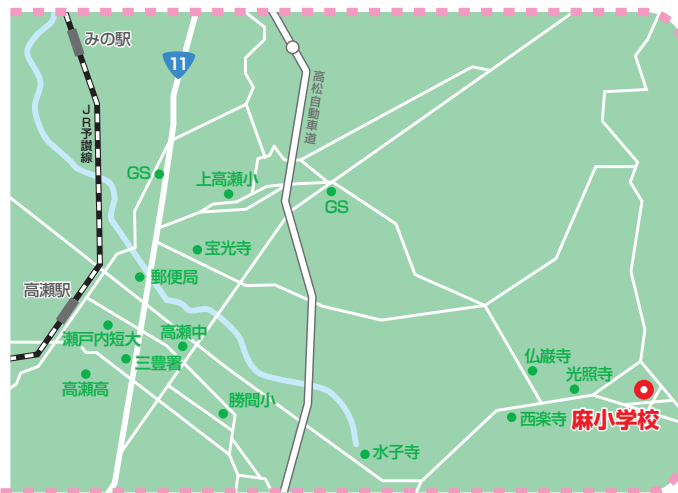 みの駅
11
高松自動車道
JR予讃線
GS
上高瀬小
GS
宝光寺
郵便局
高瀬駅
瀬戸内短大
高瀬中
三豊署
高瀬高
勝間小
仏厳寺
光照寺
西楽寺
麻小学校
水子寺